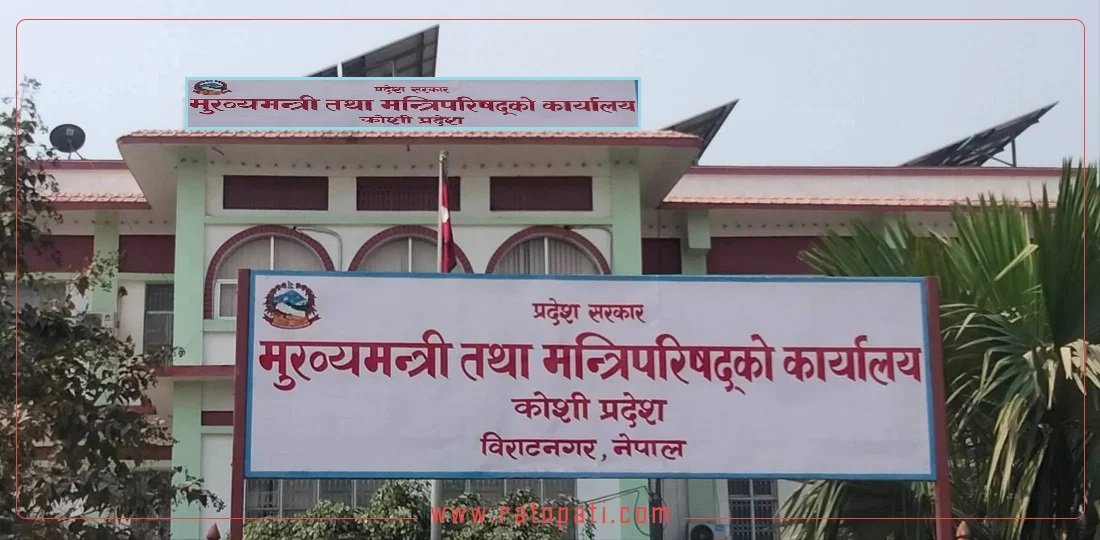 प्रदेश सरकार
मुख्यमन्त्री तथा मन्त्रिपरिषद्को कार्यालय
कोशी प्रदेश
प्रदेश सरकार
मुख्यमन्त्री तथा मन्त्रिपरिषद्को कार्यालय
कोशी प्रदेश
विराटनगर, नेपाल
www.ratopati.com